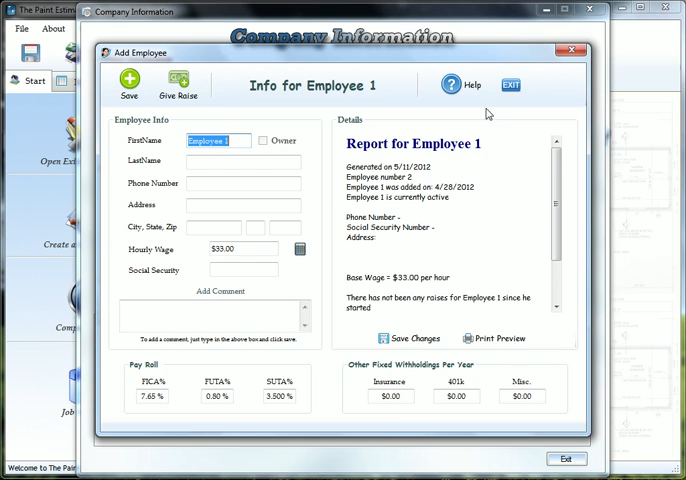 The Paint Estim
Company Information
File About
Company Information
Add Employee
Save
Give Raise
Info for Employee 1
Help
EXIT
Start
Employee Info
FirstName Employee 1 Owner
LastName
Phone Number
Address
City, State, Zip
Hourly Wage $33.00
Social Security
Add Comment
To add a comment, just type in the above box and click save.
Details
Report for Employee 1
Generated on 5/11/2012
Employee number 2
Employee 1 was added on: 4/28/2012
Employee 1 is currently active
Phone Number -
Social Security Number -
Address:
Base Wage = $33.00 per hour
There has not been any raises for Employee 1 since he
started
Save Changes Print Preview
Pay Roll
FICA% FUTA% SUTA%
7.65 % 0.80 % 3.500 %
Other Fixed Withholdings Per Year
Insurance 401k Misc.
$0.00 $0.00 $0.00
Open Ex
Create a
Comp
Job
Exit
Welcome to The Pain